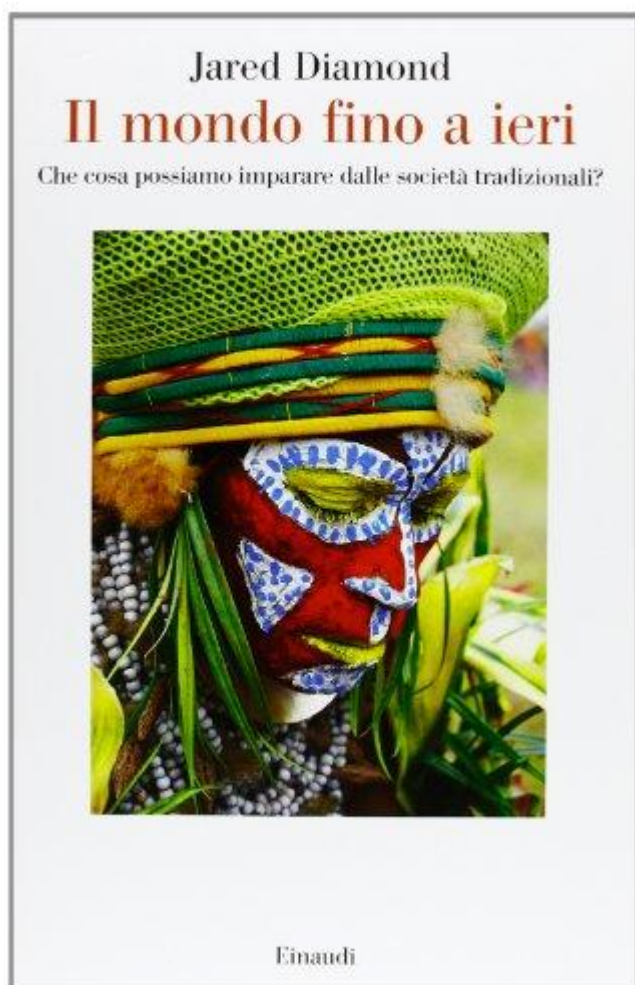 Jared Diamond
Il mondo fino a ieri
Che cosa possiamo imparare dalle società tradizionali?
Einaudi